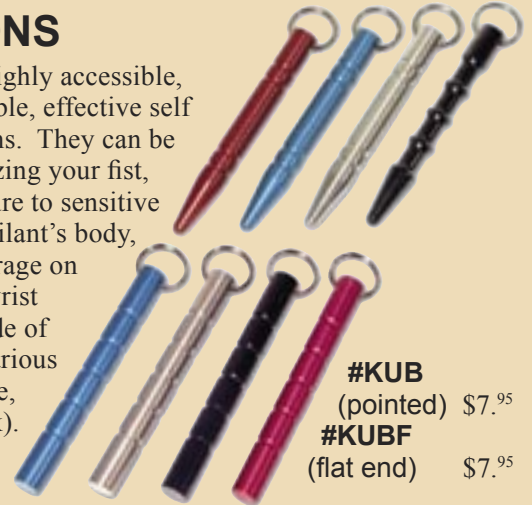 NS
ighly accessible,
ble, effective self
ns. They can be
zing your fist,
ure to sensitive
ilant's body,
rage on
rist
le of
rious
e,
).
#KUB
(pointed) $7.95
#KUBF
(flat end) $7.95